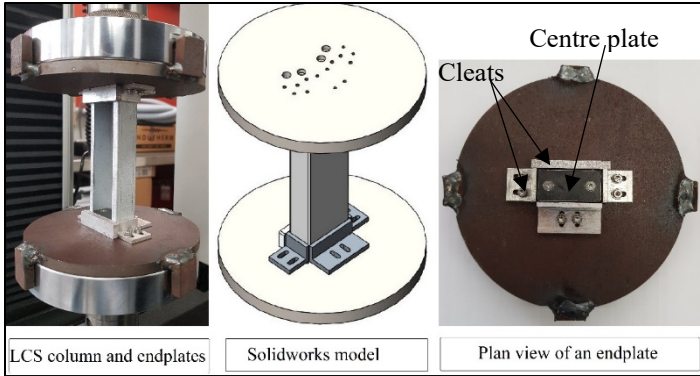 Centre plate
Cleats
LCS column and endplates
Solidworks model
Plan view of an endplate